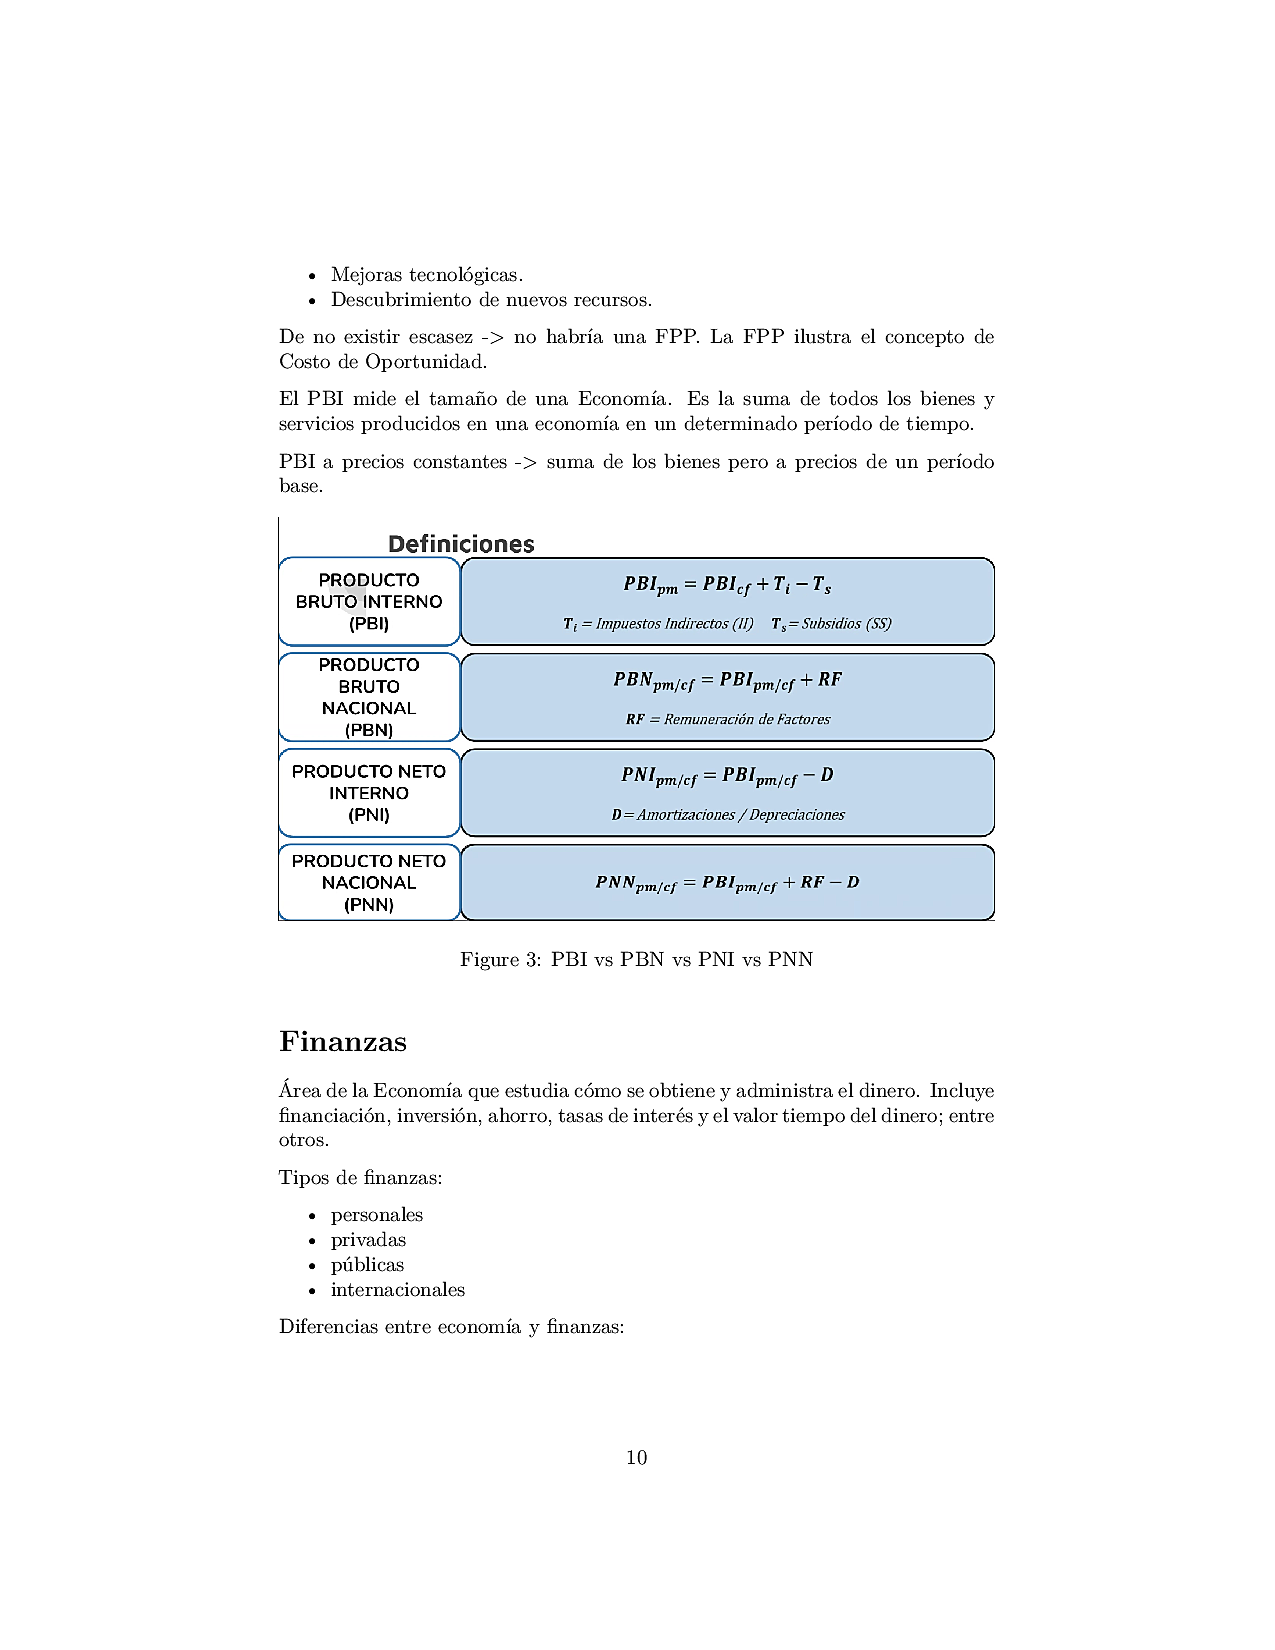 • Mejoras tecnológicas.
• Descubrimiento de nuevos recursos.
De no existir escasez -> no habría una FPP. La FPP ilustra el concepto de
Costo de Oportunidad.
El PBI mide el tamaño de una Economía. Es la suma de todos los bienes y
servicios producidos en una economía en un determinado período de tiempo.
PBI a precios constantes -> suma de los bienes pero a precios de un período
base.
Definiciones
PRODUCTO
BRUTO INTERNO
(PBI)
PBI_{pm} = PBI_{cf} + T_i − T_s
T_i = Impuestos Indirectos (II) T_s = Subsidios (SS)
PRODUCTO
BRUTO
NACIONAL
(PBN)
PBN_{pm/cf} = PBI_{pm/cf} + RF
RF = Remuneración de Factores
PRODUCTO NETO
INTERNO
(PNI)
PNI_{pm/cf} = PBI_{pm/cf} − D
D = Amortizaciones / Depreciaciones
PRODUCTO NETO
NACIONAL
(PNN)
PNN_{pm/cf} = PBI_{pm/cf} + RF − D
Figure 3: PBI vs PBN vs PNI vs PNN
Finanzas
Área de la Economía que estudia cómo se obtiene y administra el dinero. Incluye
financiación, inversión, ahorro, tasas de interés y el valor tiempo del dinero; entre
otros.
Tipos de finanzas:
• personales
• privadas
• públicas
• internacionales
Diferencias entre economía y finanzas:
10